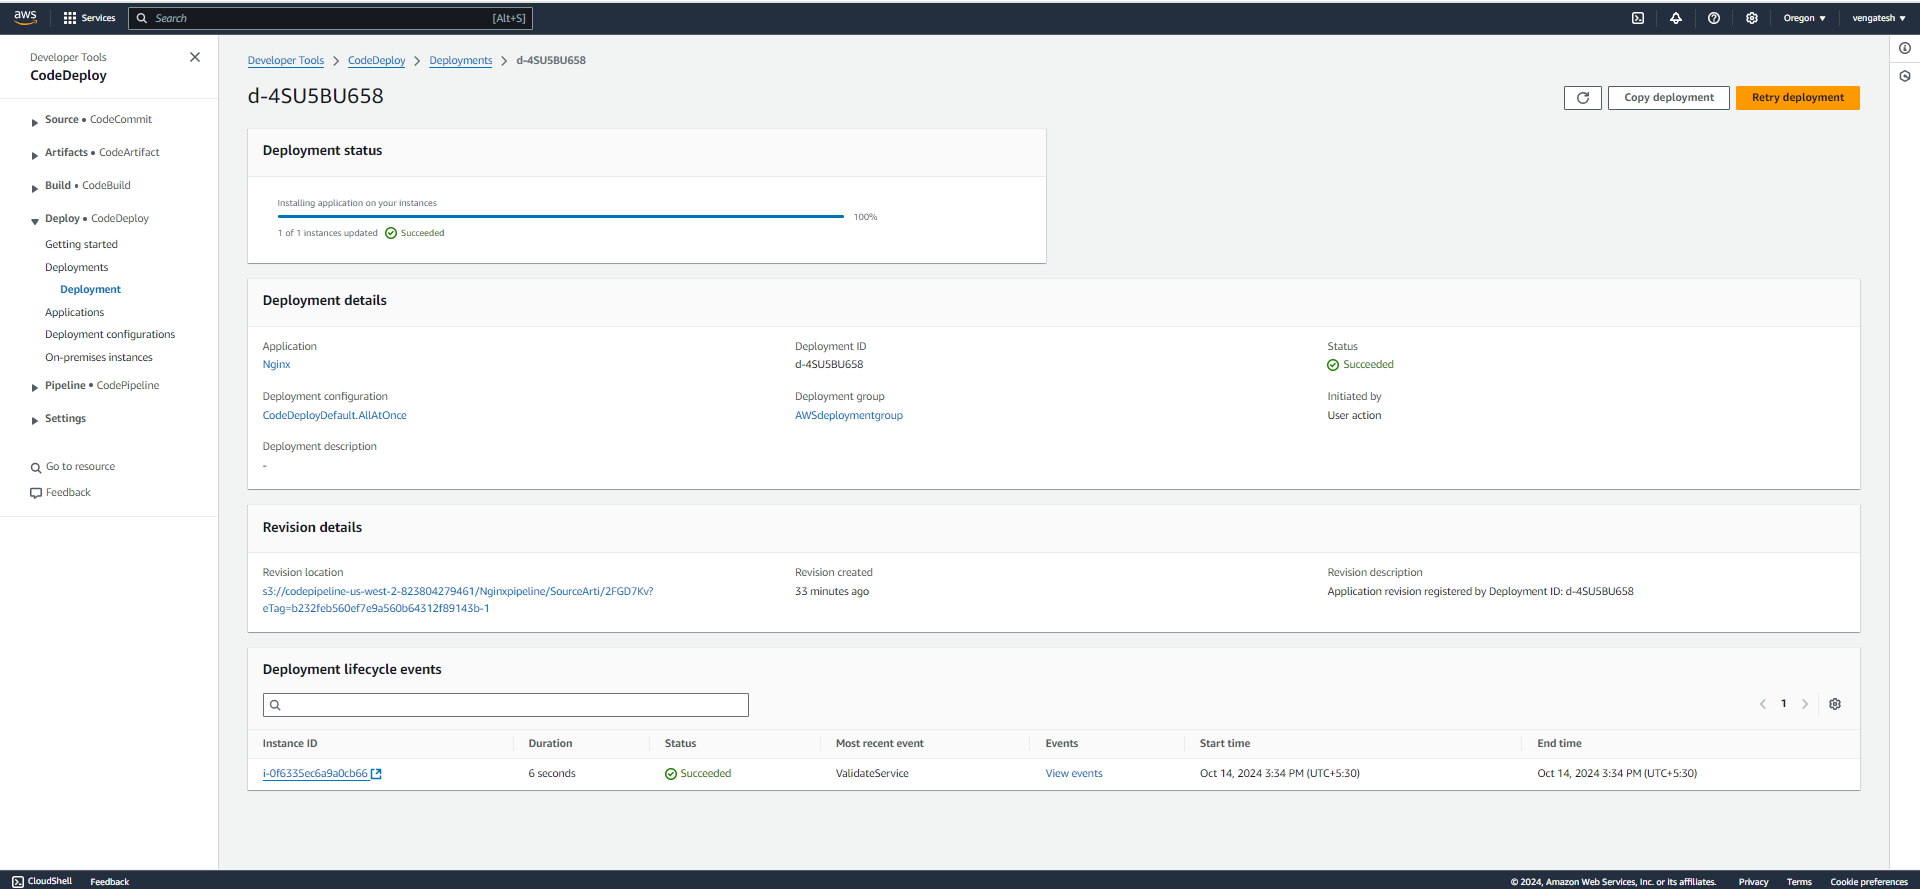 aws Services Search [Alt+S] Oregon ▼ vengatesh ▼
Developer Tools
CodeDeploy
Source • CodeCommit
Artifacts • CodeArtifact
Build • CodeBuild
Deploy • CodeDeploy
Getting started
Deployments
Deployment
Applications
Deployment configurations
On-premises instances
Pipeline • CodePipeline
Settings
Go to resource
Feedback
Developer Tools > CodeDeploy > Deployments > d-4SU5BU658
d-4SU5BU658
Copy deployment
Retry deployment
Deployment status
Installing application on your instances
100%
1 of 1 instances updated Succeeded
Deployment details
Application
Nginx
Deployment ID
d-4SU5BU658
Status
Succeeded
Deployment configuration
CodeDeployDefault.AllAtOnce
Deployment group
AWSdeploymentgroup
Initiated by
User action
Deployment description
-
Revision details
Revision location
s3://codepipeline-us-west-2-823804279461/Nginxpipeline/SourceArti/2FGD7Kv?
eTag=b232feb560ef7e9a560b64312f89143b-1
Revision created
33 minutes ago
Revision description
Application revision registered by Deployment ID: d-4SU5BU658
Deployment lifecycle events
1
Instance ID Duration Status Most recent event Events Start time End time
i-0f6335ec6a9a0cb66 6 seconds Succeeded ValidateService View events Oct 14, 2024 3:34 PM (UTC+5:30) Oct 14, 2024 3:34 PM (UTC+5:30)
CloudShell Feedback © 2024, Amazon Web Services, Inc. or its affiliates. Privacy Terms Cookie preferences